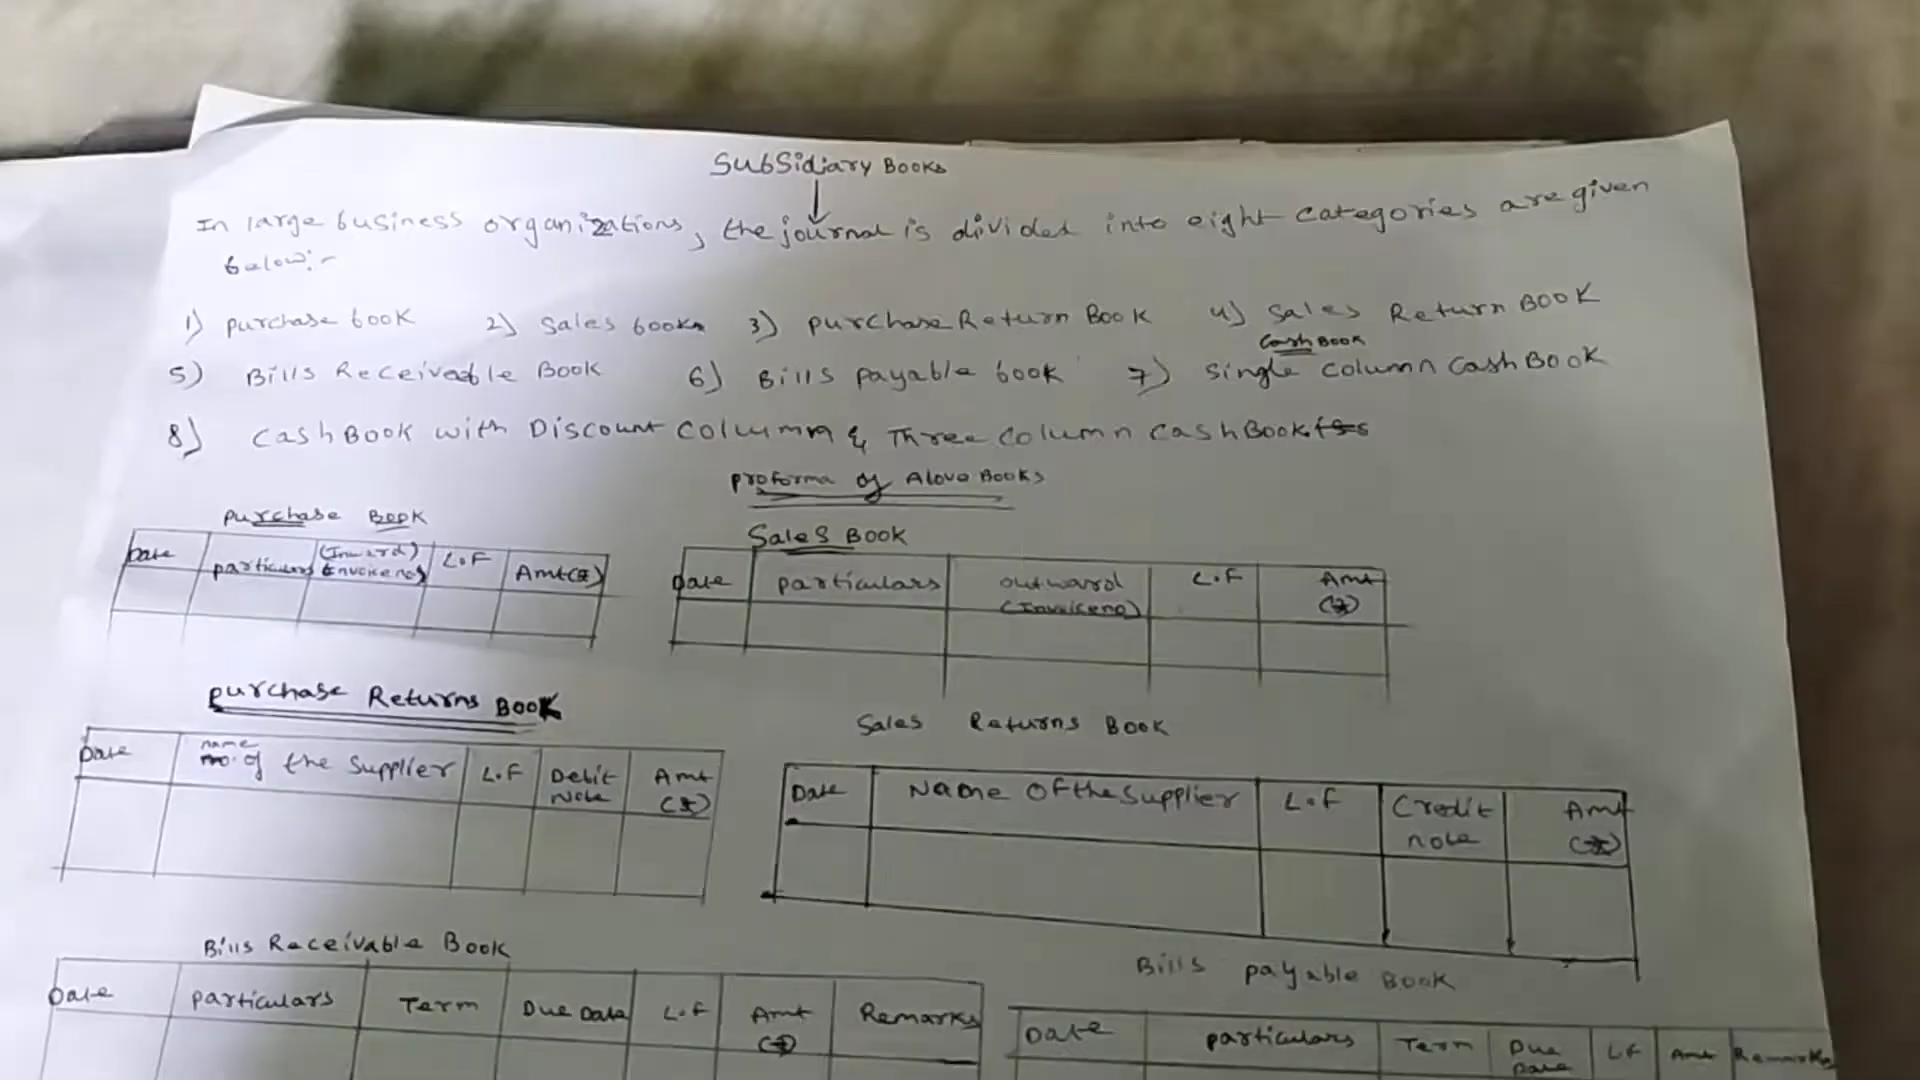 SubSidiary Books
In large business organizations, the journal is divided into eight categories are given
below:-
1) purchase book 2) Sales book 3) purchase Return Book 4) Sales Return Book
Cash Book
5) Bills Receivable Book 6) Bills payable book 7) Single column Cash Book
8) Cash Book with Discount column & Three column Cash Book
proforma of Alove Books
purchase Book
Date particulars (Inward) Invoice no) L.F Amt(₹)
Sales Book
Date particulars outward (Invoice no) L.F Amt (₹)
purchase Returns Book
Date name of the Supplier L.F Debit Note Amt (₹)
Sales Returns Book
Date Name of the Supplier L.F Credit note Amt (₹)
Bills Receivable Book
Date particulars Term Due Date L.F Amt (₹) Remarks
Bills payable Book
Date particulars Term Due Date L.F Amt Remarks